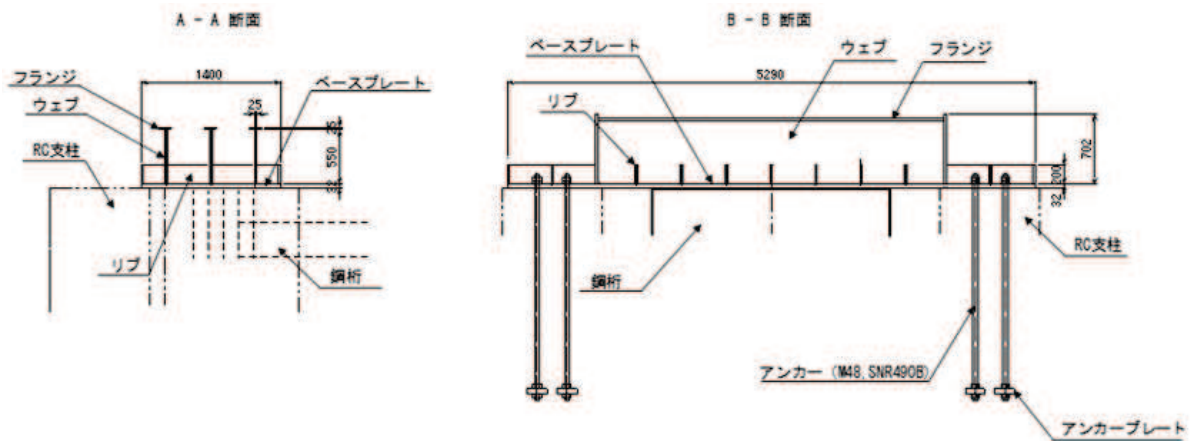 A - A 断面
フランジ
ウェブ
RC支柱
1400
ベースプレート
25
25
550
32
リブ
鋼桁
B - B 断面
ベースプレート
ウェブ
フランジ
5290
リブ
702
200
32
RC支柱
鋼桁
アンカー (M48,SNR490B)
アンカープレート